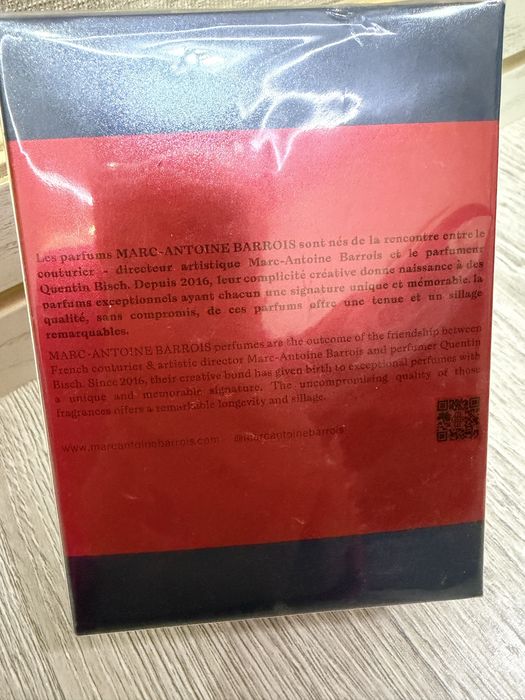 Les parfums MARC-ANTOINE BARROIS sont nés de la rencontre entre le
couturier - directeur artistique Marc-Antoine Barrois et le parfumeur
Quentin Bisch. Depuis 2016, leur complicité créative donne naissance à des
parfums exceptionnels ayant chacun une signature unique et mémorable. la
qualité, sans compromis, de ces parfums offre une tenue et un sillage
remarquables.
MARC-ANTOINE BARROIS perfumes are the outcome of the friendship between
French couturier & artistic director Marc-Antoine Barrois and perfumer Quentin
Bisch. Since 2016, their creative bond has given birth to exceptional perfumes with
a unique and memorable signature. The uncompromising quality of those
fragrances offers a remarkable longevity and sillage.
www.marcantoinebarrois.com @marcantoinebarrois